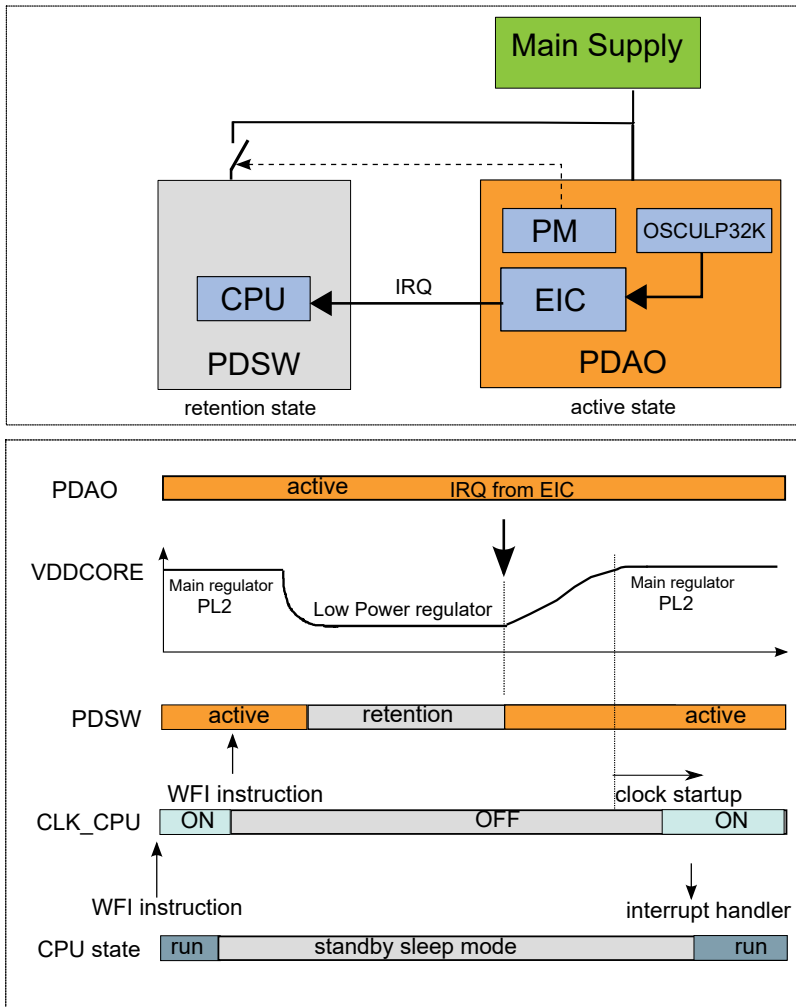 Main Supply
PM
OSCULP32K
CPU
IRQ
EIC
PDSW
PDAO
retention state
active state
PDAO
active
IRQ from EIC
VDDCORE
Main regulator
PL2
Low Power regulator
Main regulator
PL2
PDSW
active
retention
active
WFI instruction
clock startup
CLK_CPU
ON
OFF
ON
WFI instruction
interrupt handler
CPU state
run
standby sleep mode
run